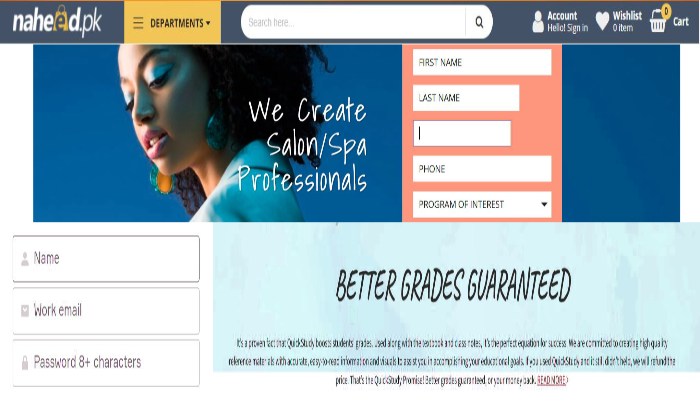 naheed.pk
DEPARTMENTS
Search here...
Account
Hello! Sign in
Wishlist
0 item
0
Cart
We Create
Salon/Spa
Professionals
FIRST NAME
LAST NAME
PHONE
PROGRAM OF INTEREST
Name
Work email
Password 8+ characters
BETTER GRADES GUARANTEED
It's a proven fact that QuickStudy boosts students' grades. Used along with the textbook and class notes, it's the perfect equation for success. We are committed to creating high quality
reference materials with accurate, easy-to-read information and visuals to assist you in accomplishing your educational goals. If you used QuickStudy and it still didn't help, we will refund the
price. That's the QuickStudy Promise! Better grades guaranteed, or your money back. READ MORE